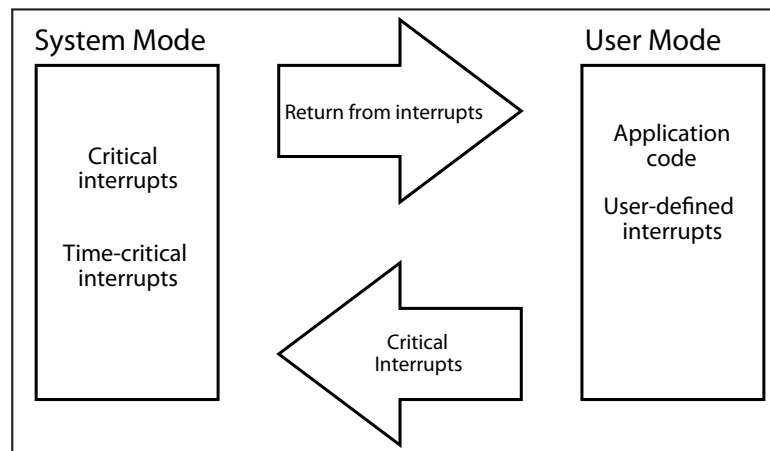 System Mode
User Mode
Return from interrupts
Critical
interrupts
Time-critical
interrupts
Application
code
User-defined
interrupts
Critical
Interrupts